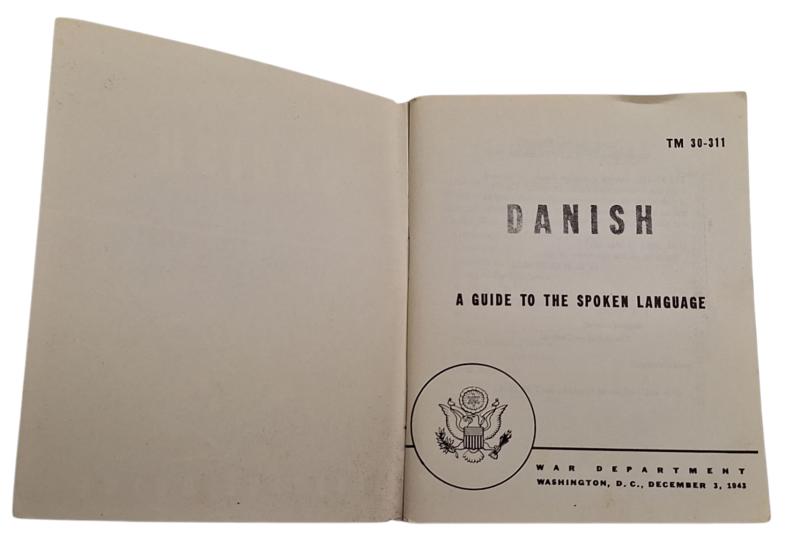 TM 30-311
DANISH
A GUIDE TO THE SPOKEN LANGUAGE
WAR DEPARTMENT
WASHINGTON, D. C., DECEMBER 3, 1943